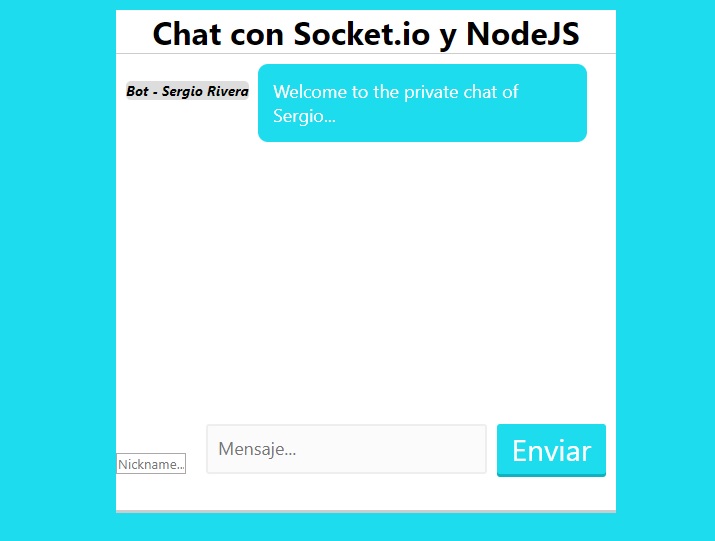 Chat con Socket.io y NodeJS
Bot - Sergio Rivera
Welcome to the private chat of
Sergio...
Mensaje...
Enviar
Nickname...